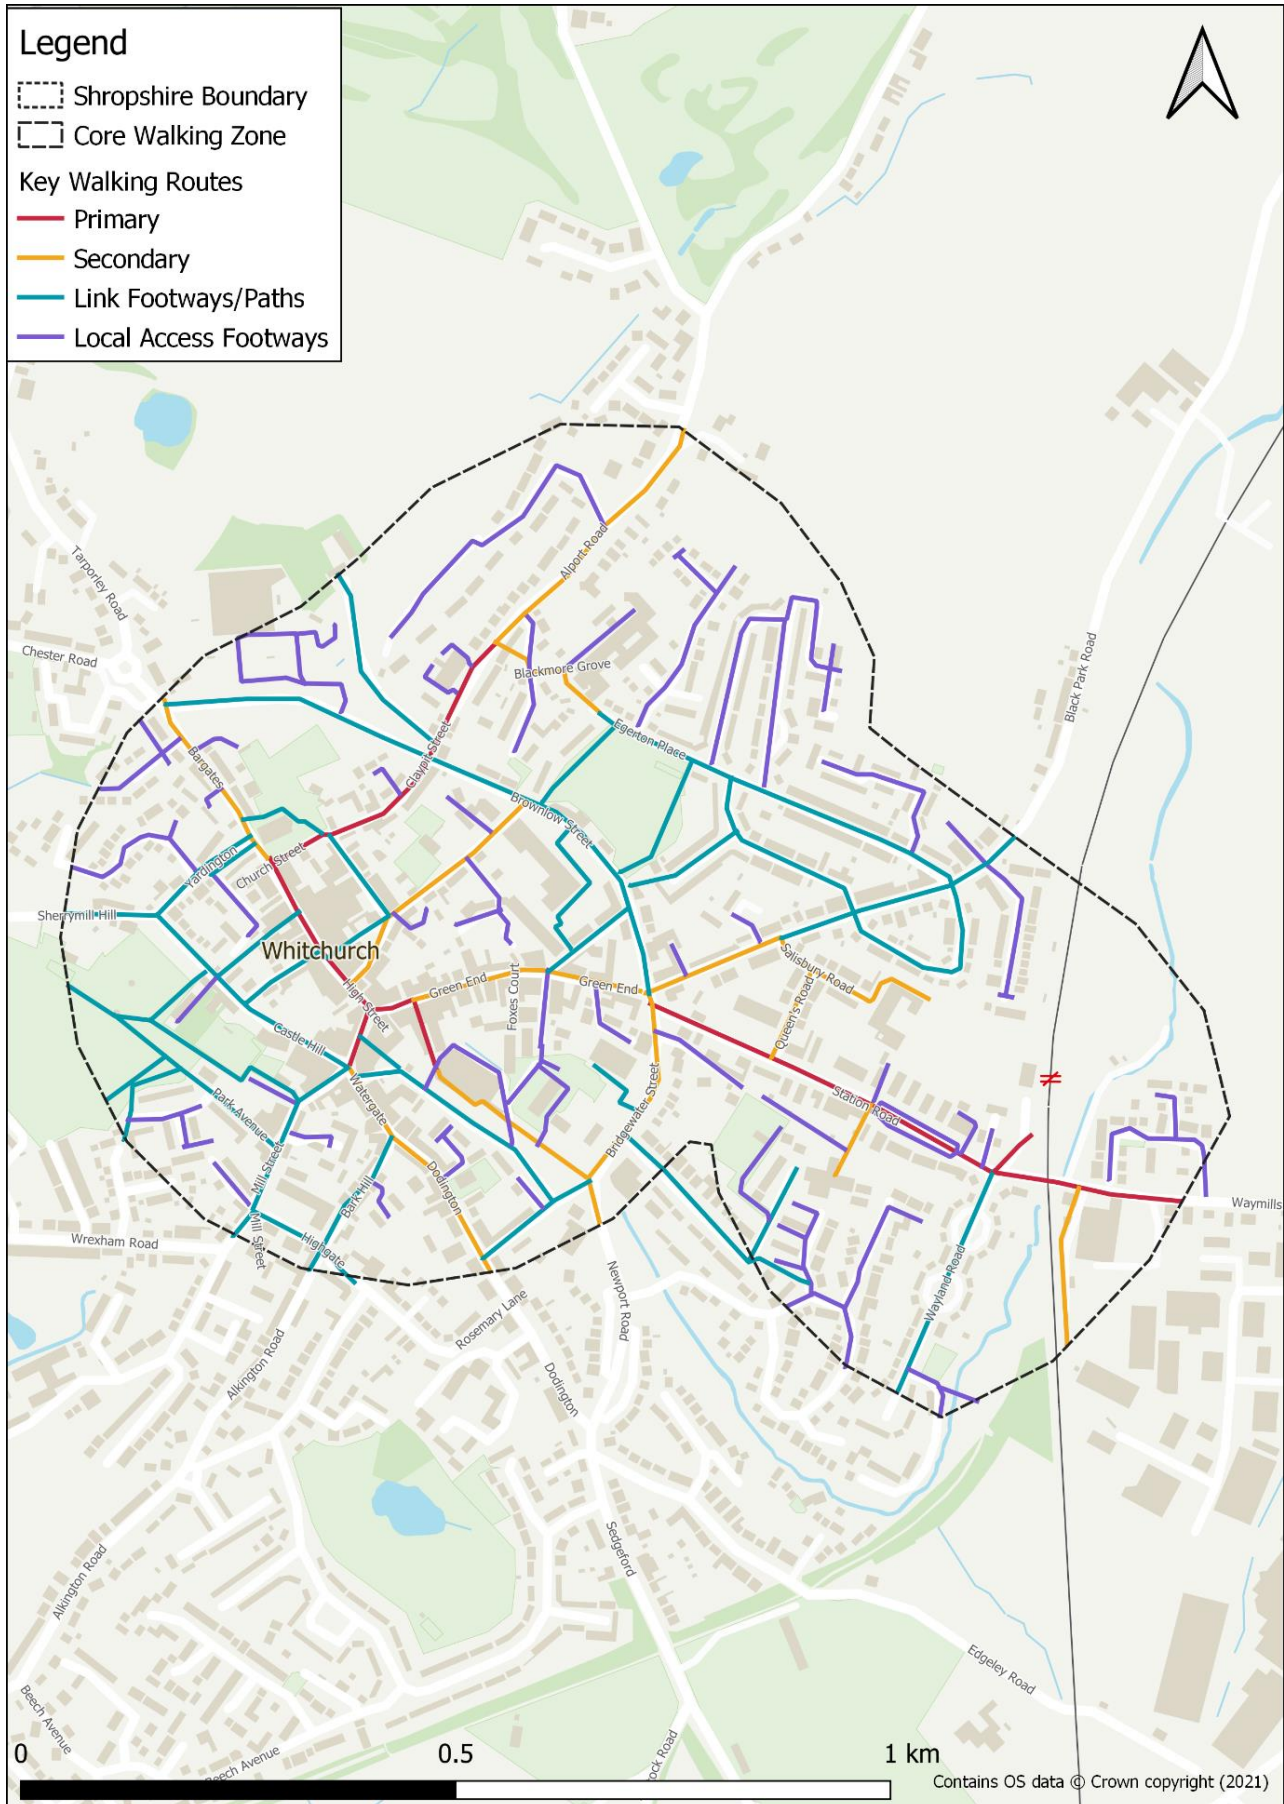 Legend
Shropshire Boundary
Core Walking Zone
Key Walking Routes
Primary
Secondary
Link Footways/Paths
Local Access Footways
Tarporley Road
Chester Road
Alport Road
Blackmore Grove
Black Park Road
Egerton Place
Claypit Street
Bargates
Brownlow Street
Yardington
Church Street
Sherrymill Hill
Whitchurch
High Street
Green End
Green End
Foxes Court
Salisbury Road
Queen's Road
Castle Hill
Watergate
Park Avenue
Bridgewater Street
Station Road
Mill Street
Mill Street
Bark Hill
Dodington
Highgate
Wrexham Road
Waymills
Wayland Road
Newport Road
Rosemary Lane
Alkington Road
Dodington
Sedgeford
Alkington Road
Edgeley Road
Beech Avenue
Beech Avenue
ock Road
0
0.5
1 km
Contains OS data © Crown copyright (2021)